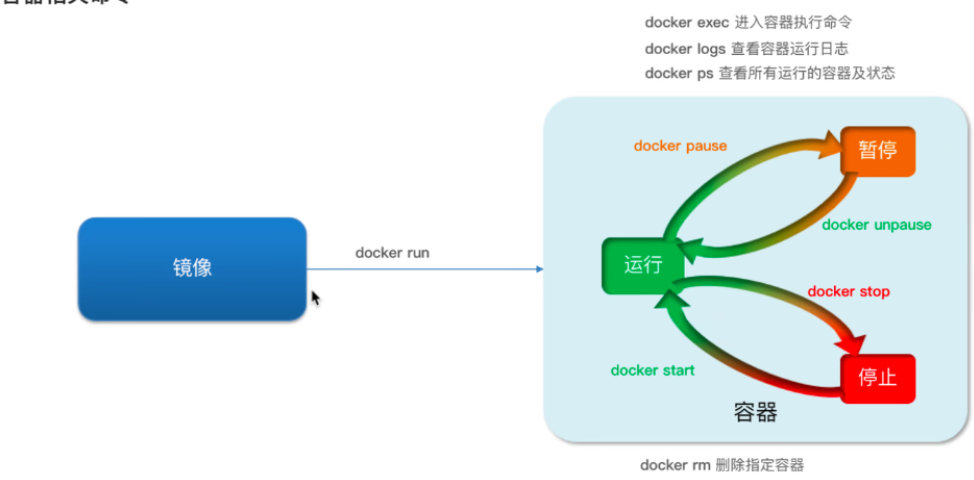 docker exec 进入容器执行命令
docker logs 查看容器运行日志
docker ps 查看所有运行的容器及状态
docker pause
暂停
docker unpause
镜像
docker run
运行
docker stop
docker start
停止
容器
docker rm 删除指定容器